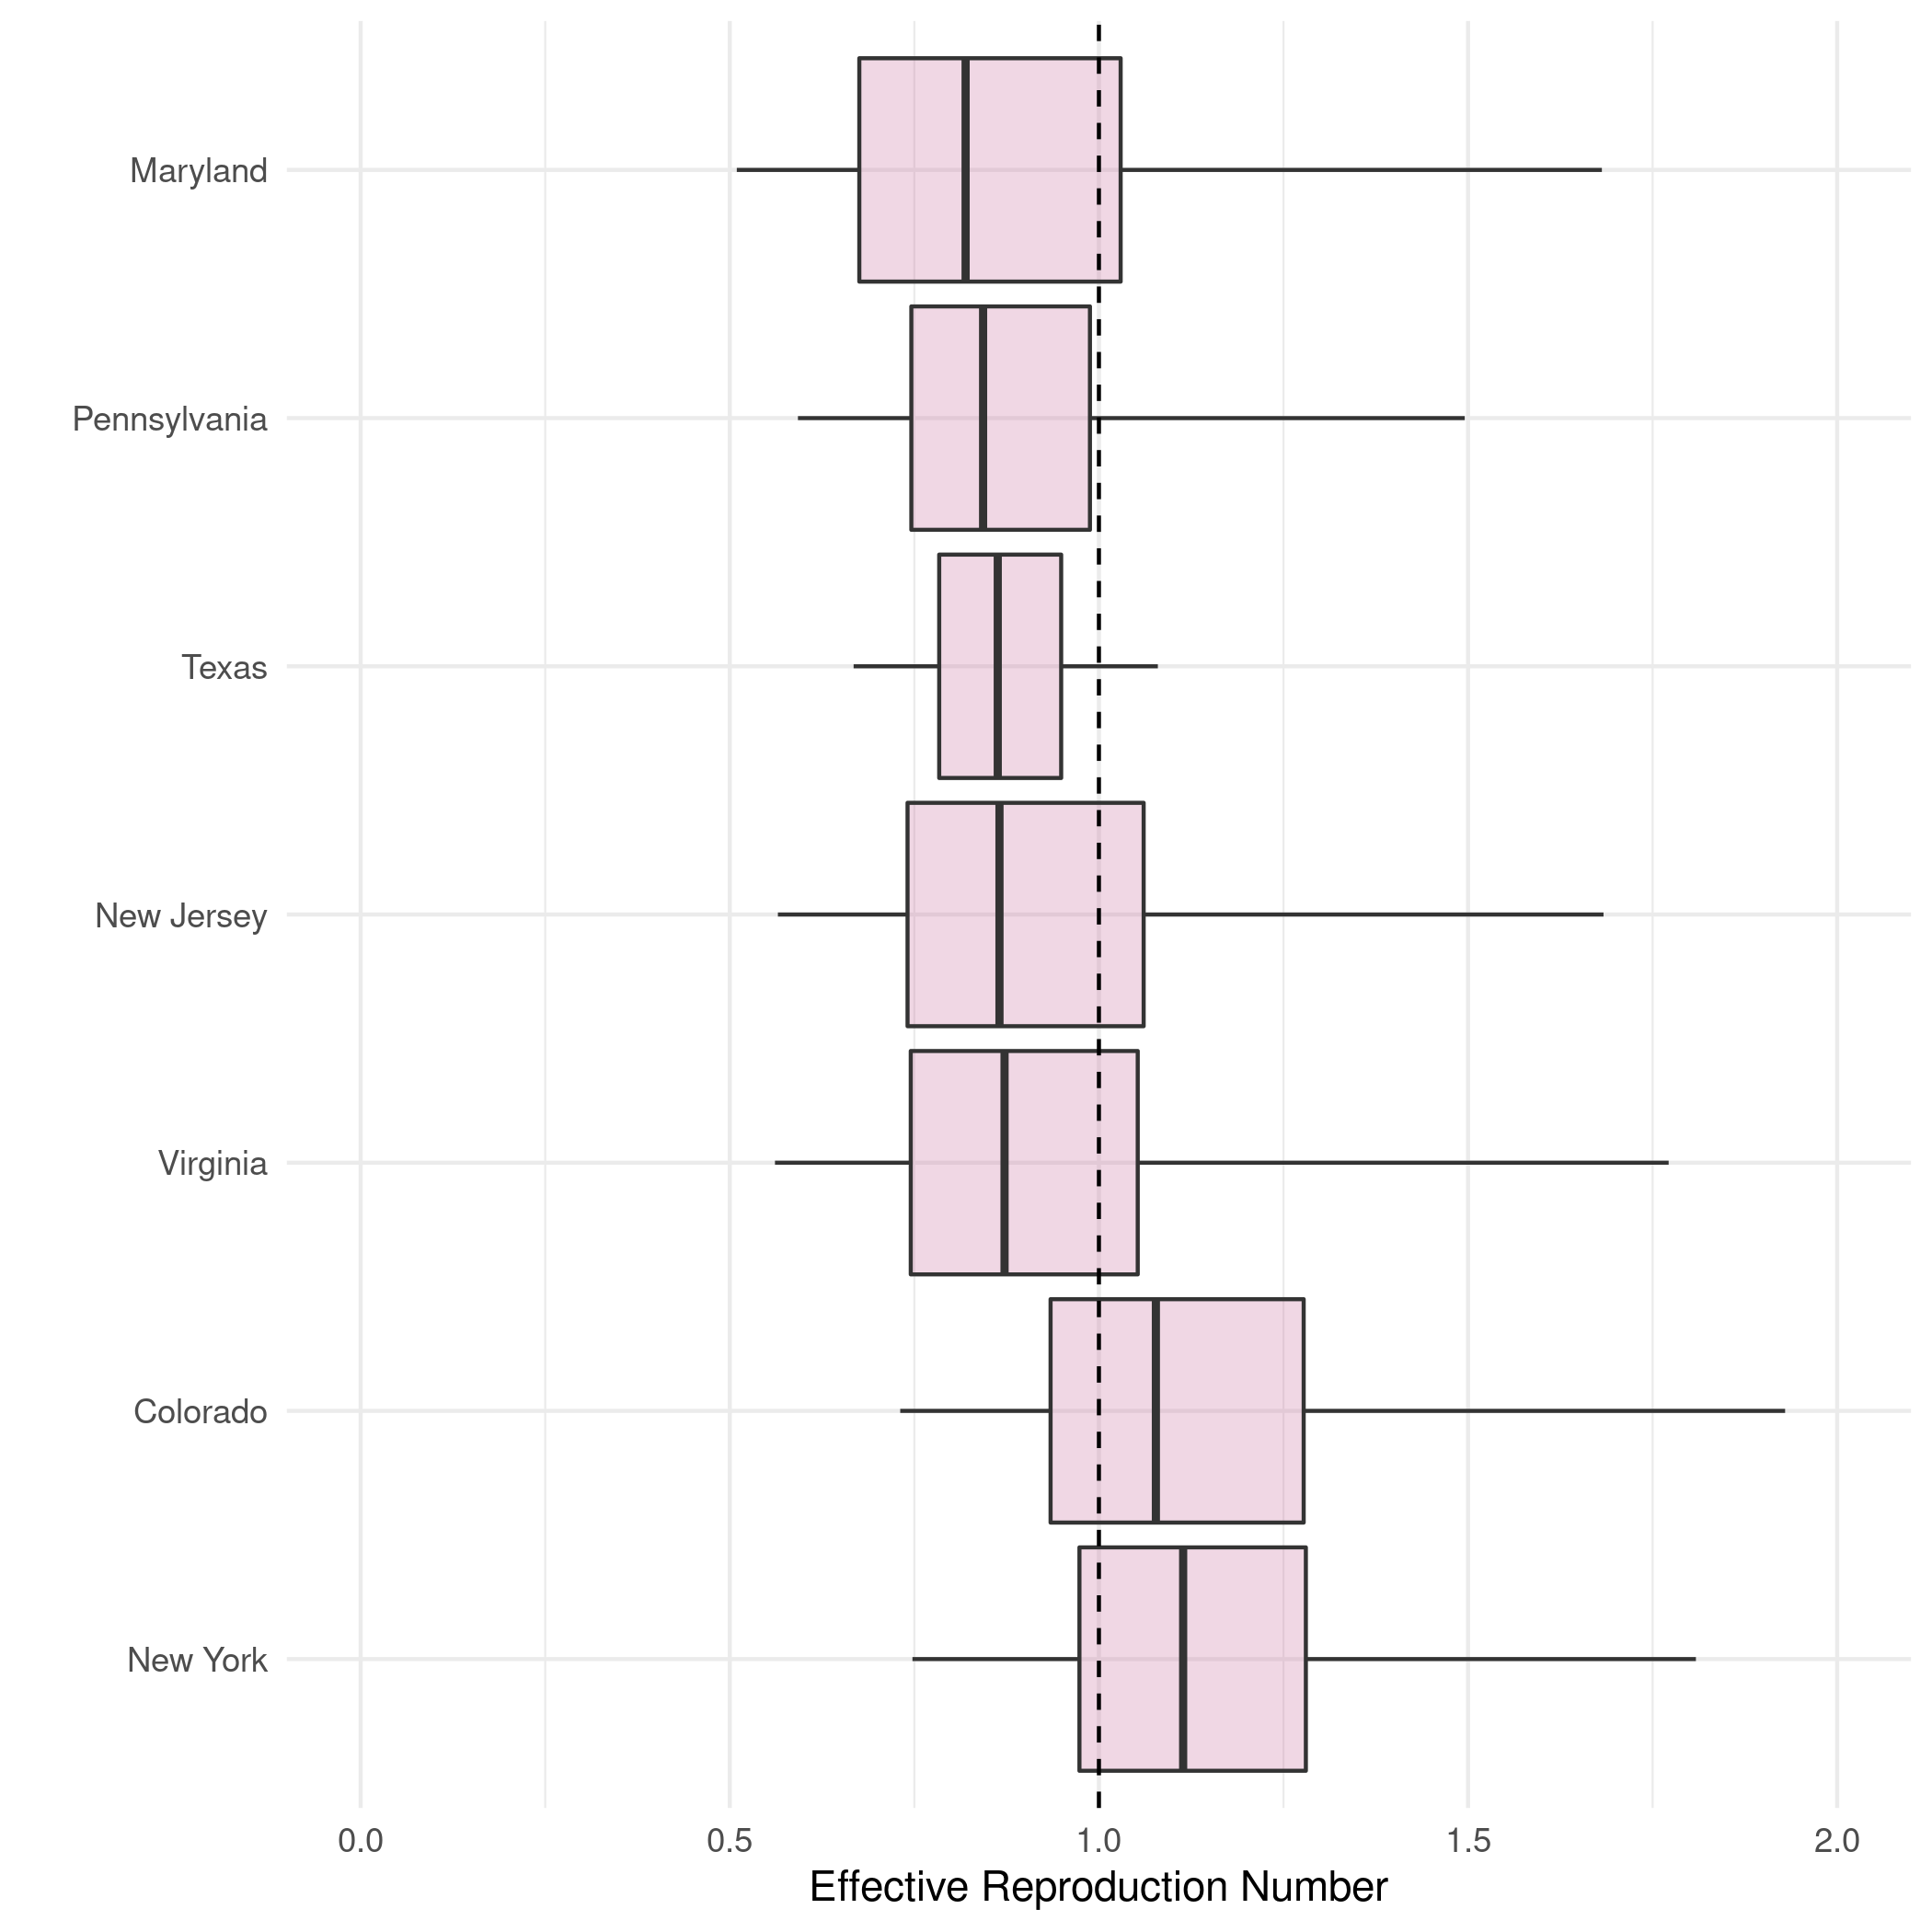 Maryland
Pennsylvania
Texas
New Jersey
Virginia
Colorado
New York
0.0 0.5 1.0 1.5 2.0
Effective Reproduction Number